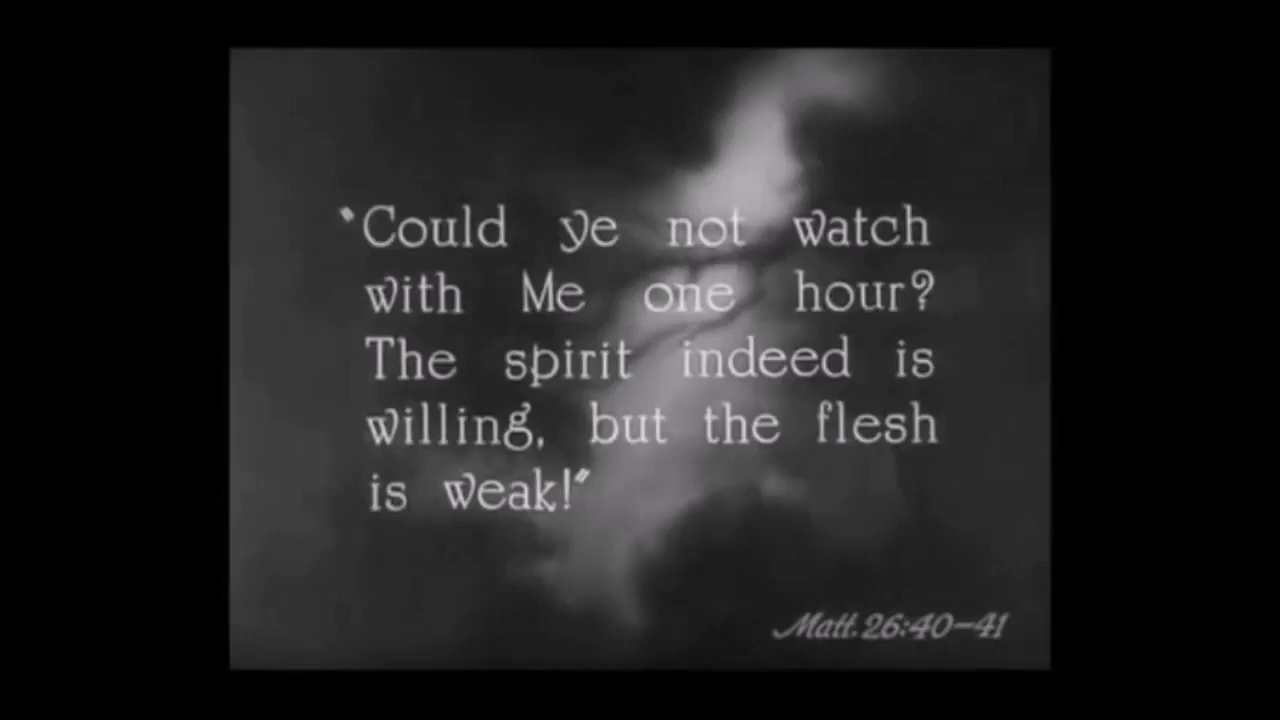 "Could ye not watch
with Me one hour?
The spirit indeed is
willing, but the flesh
is weak!"
Matt. 26:40-41